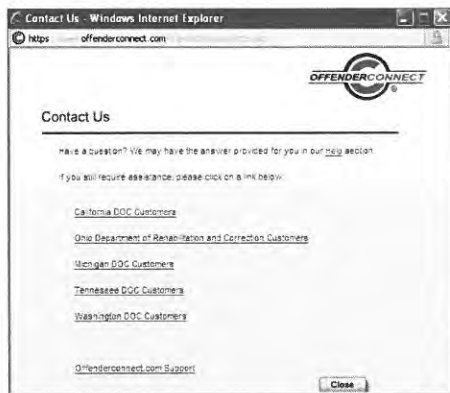 Contact Us - Windows Internet Explorer
https offenderconnect.com
OFFENDERCONNECT
®
Contact Us
Have a question? We may have the answer provided for you in our Help section.
If you still require assistance, please click on a link below.
California DOC Customers
Ohio Department of Rehabilitation and Correction Customers
Michigan DOC Customers
Tennessee DOC Customers
Washington DOC Customers
Offenderconnect.com Support
Close